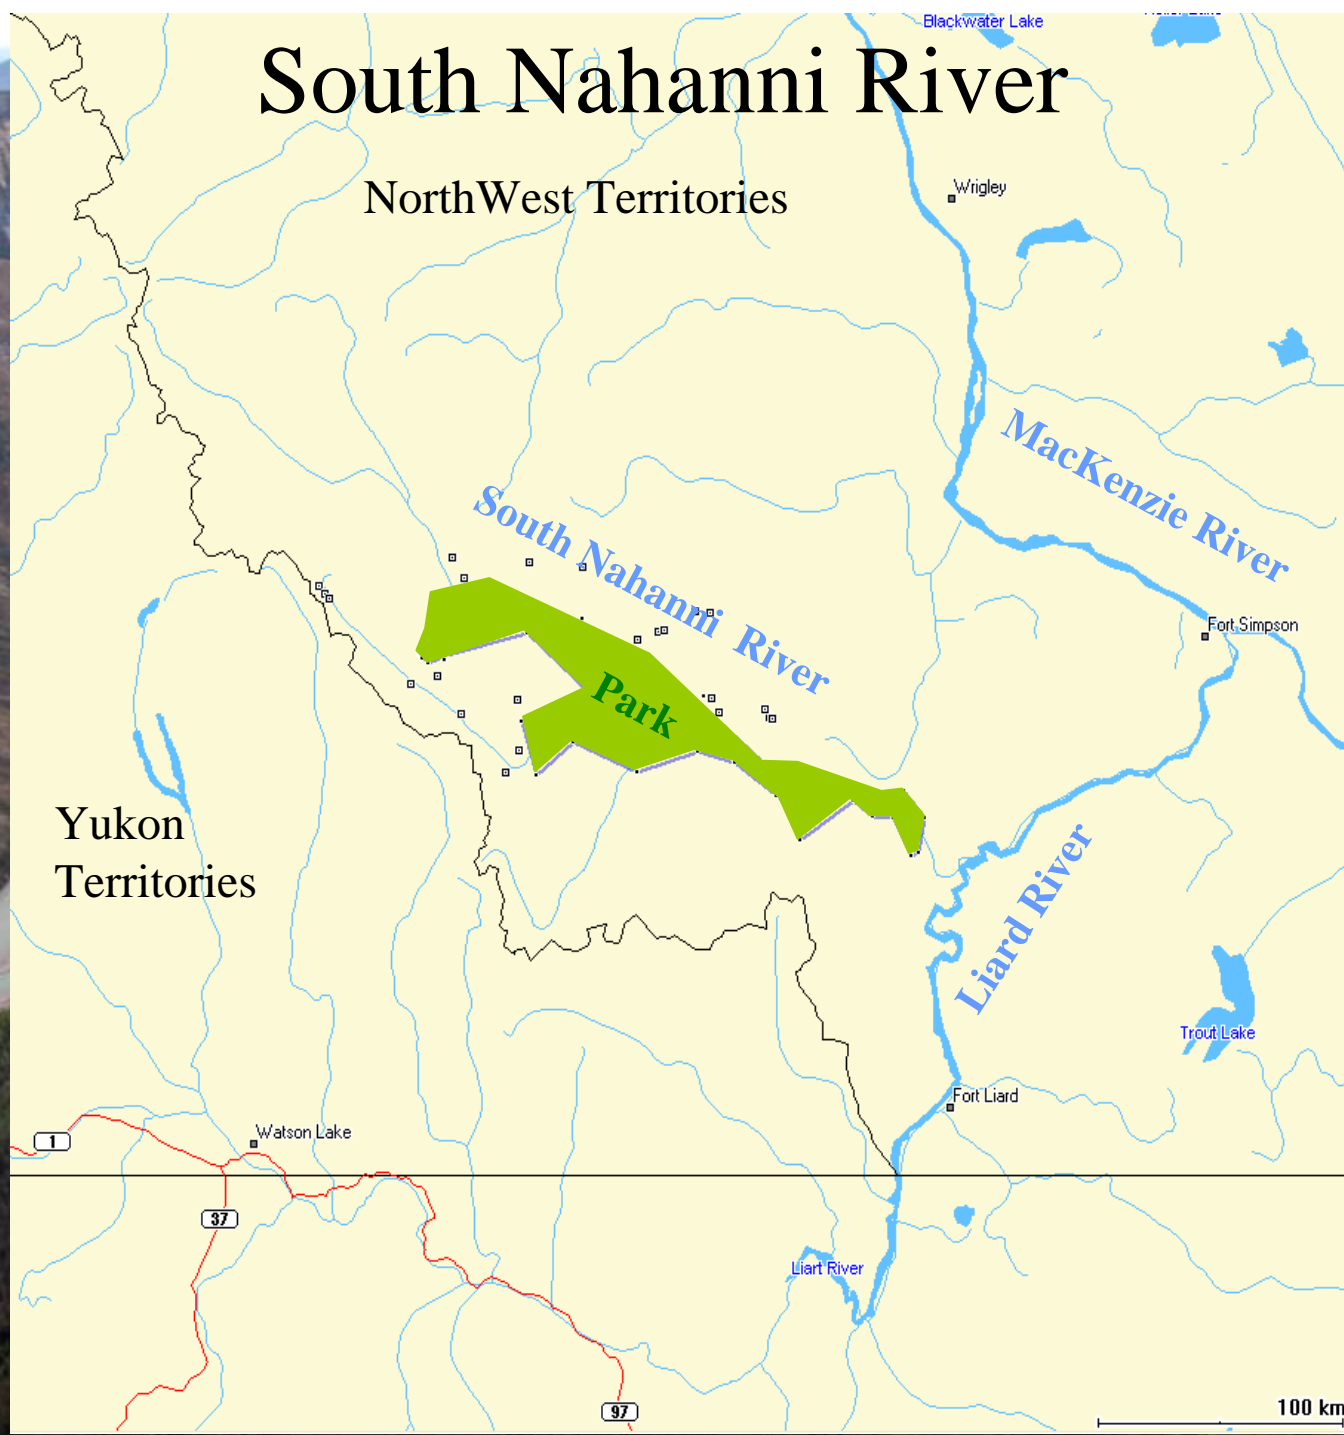 Blackwater Lake
South Nahanni River
NorthWest Territories
Wrigley
MacKenzie River
South Nahanni River
Fort Simpson
Park
Yukon
Territories
Liard River
Trout Lake
Fort Liard
Watson Lake
1
37
Liart River
97
100 km